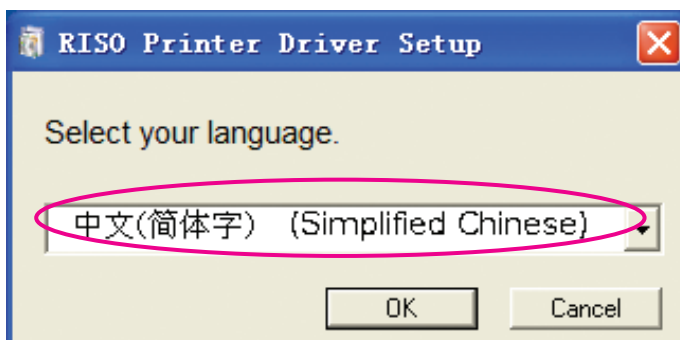 RISO Printer Driver Setup
Select your language.
中文(简体字) (Simplified Chinese)
OK
Cancel